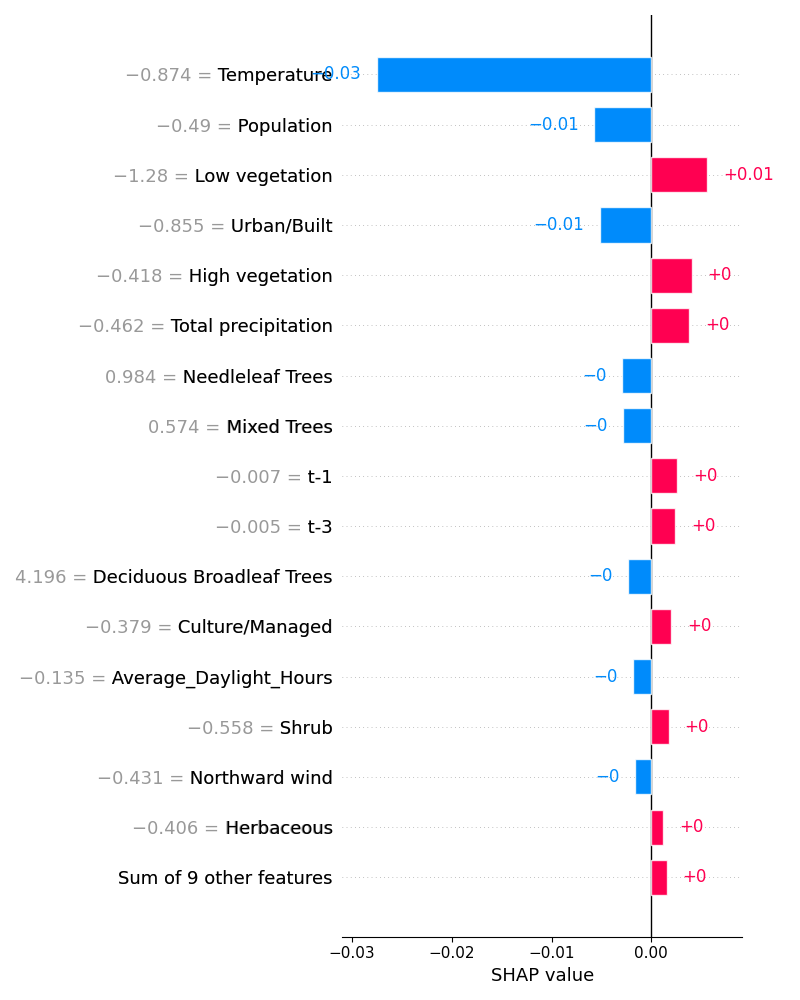 −0.874 = Temperature −0.03
−0.49 = Population −0.01
−1.28 = Low vegetation +0.01
−0.855 = Urban/Built −0.01
−0.418 = High vegetation +0
−0.462 = Total precipitation +0
0.984 = Needleleaf Trees −0
0.574 = Mixed Trees −0
−0.007 = t-1 +0
−0.005 = t-3 +0
4.196 = Deciduous Broadleaf Trees −0
−0.379 = Culture/Managed +0
−0.135 = Average_Daylight_Hours −0
−0.558 = Shrub +0
−0.431 = Northward wind −0
−0.406 = Herbaceous +0
Sum of 9 other features +0
−0.03 −0.02 −0.01 0.00
SHAP value